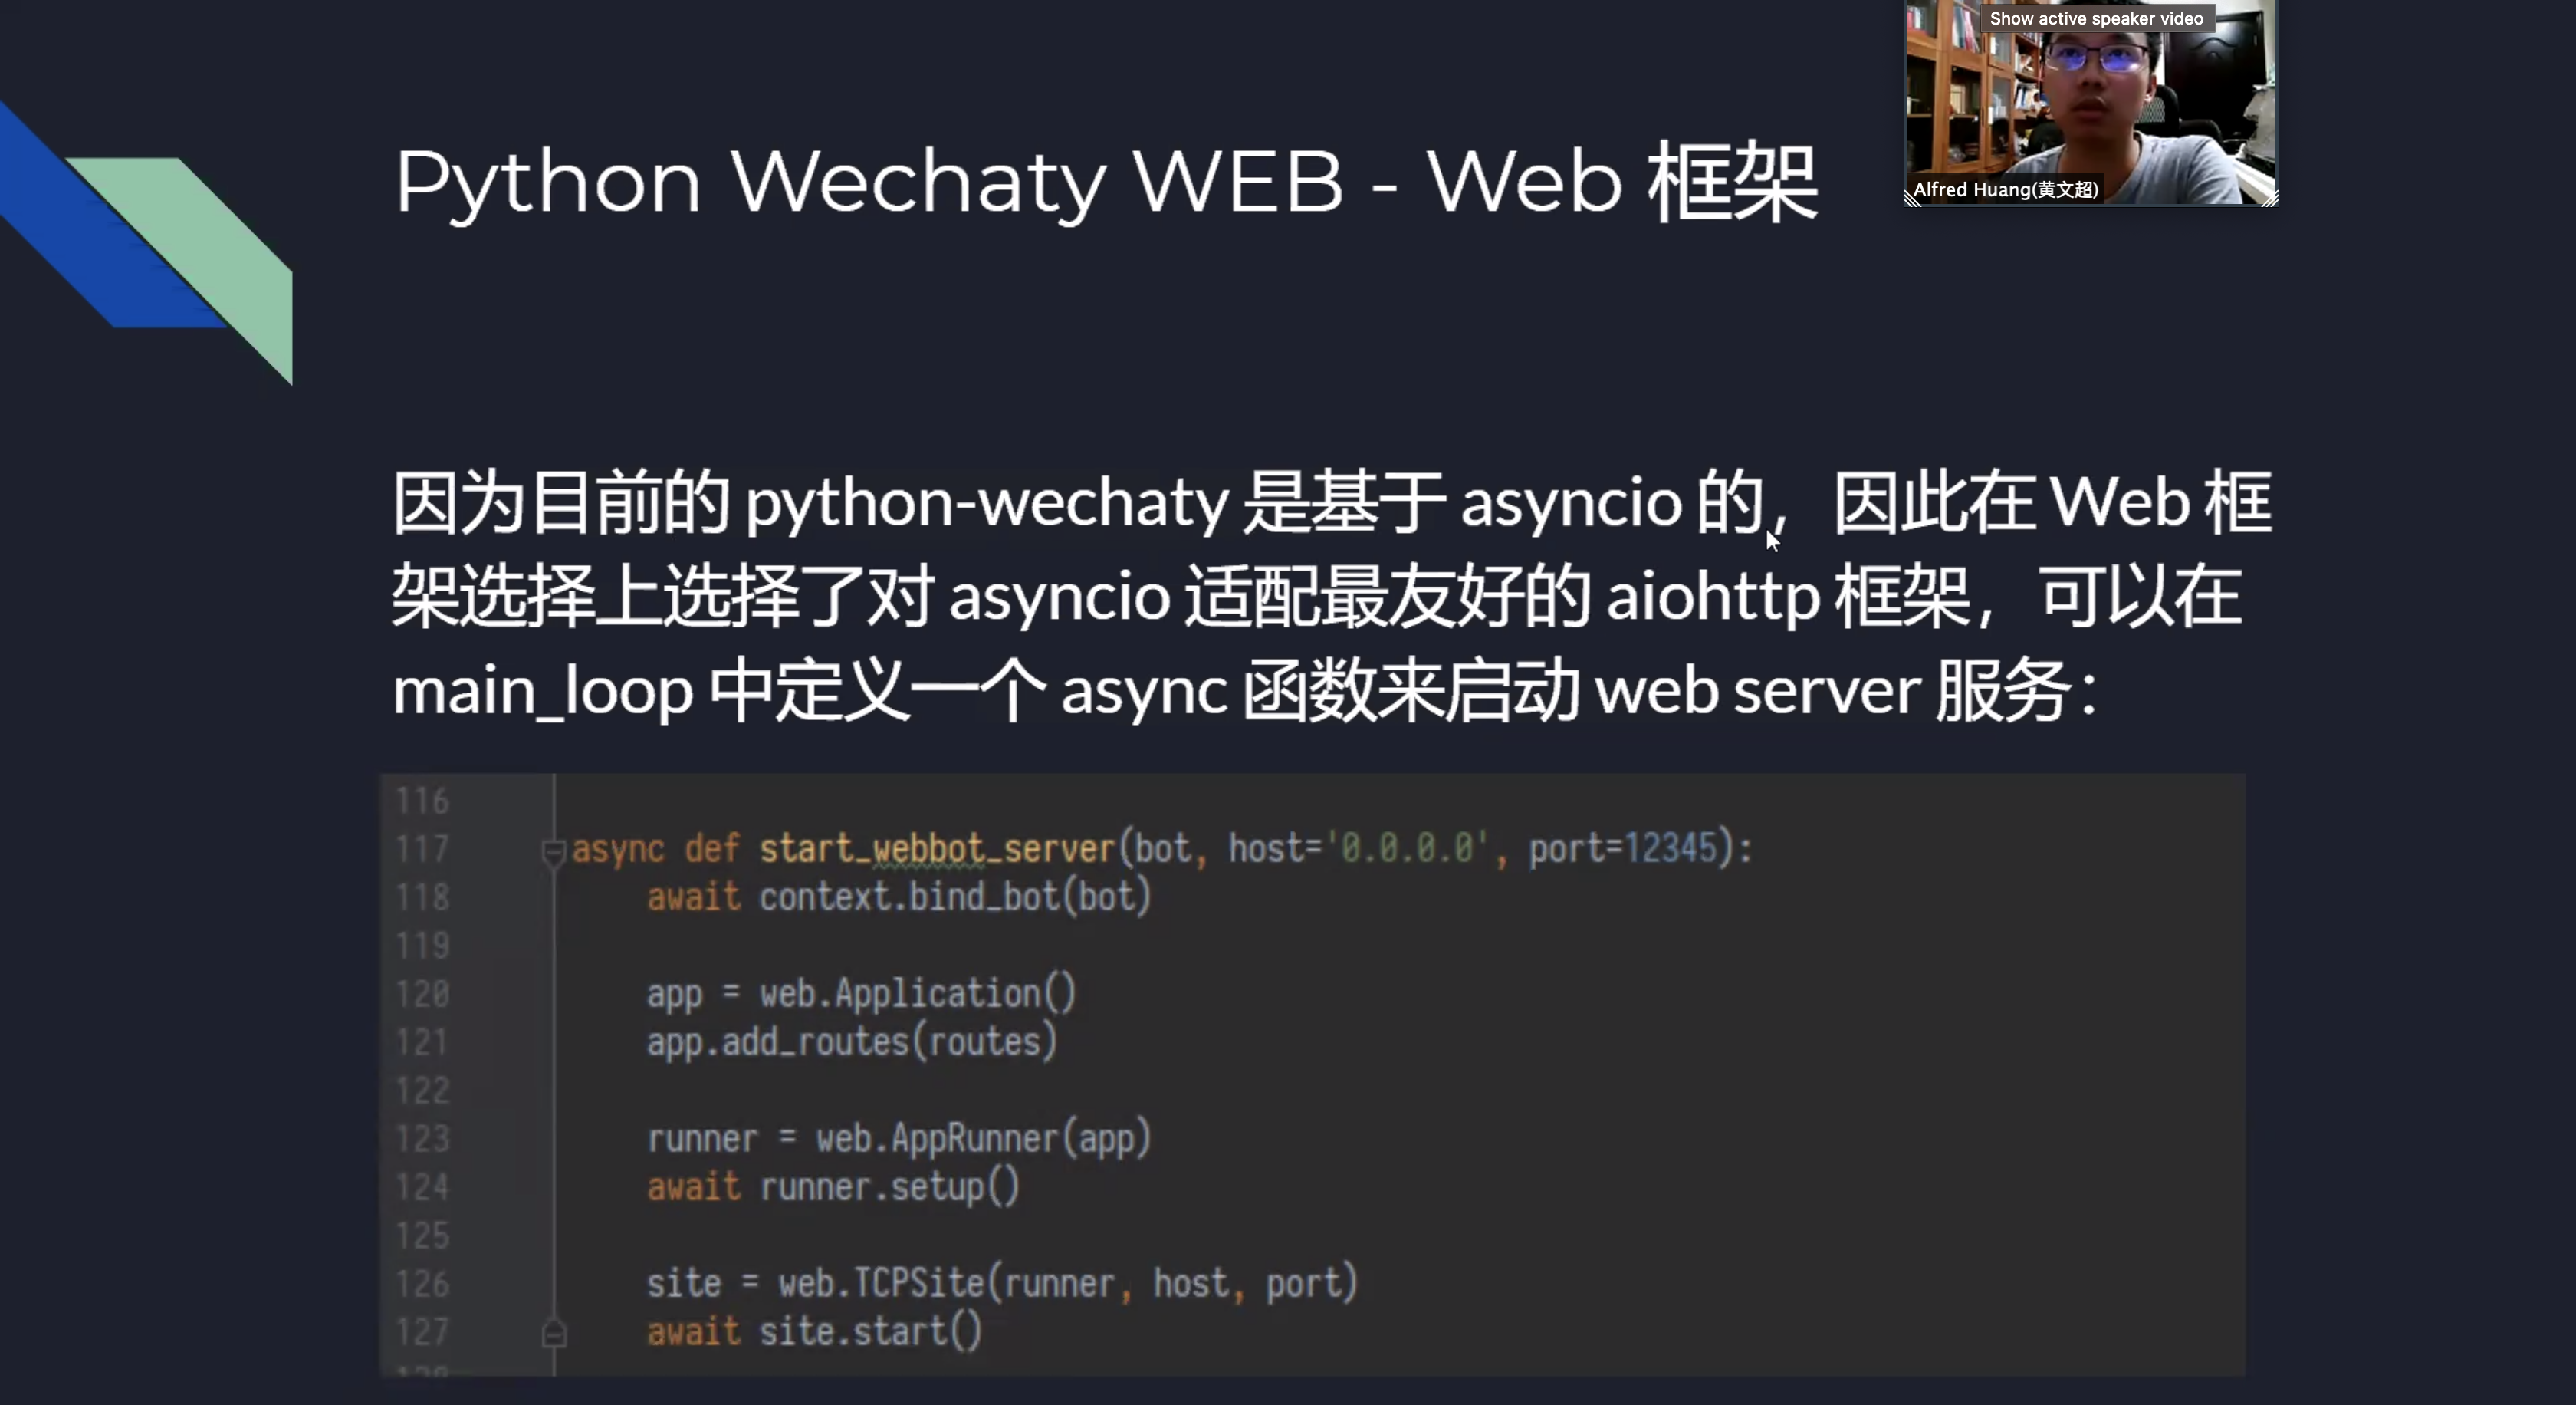 Show active speaker video
Alfred Huang(黄文超)
Python Wechaty WEB - Web 框架
因为目前的 python-wechaty 是基于 asyncio 的，因此在 Web 框
架选择上选择了对 asyncio 适配最友好的 aiohttp 框架，可以在
main_loop 中定义一个 async 函数来启动 web server 服务：
116
117 async def start_webbot_server(bot, host='0.0.0.0', port=12345):
118 await context.bind_bot(bot)
119
120 app = web.Application()
121 app.add_routes(routes)
122
123 runner = web.AppRunner(app)
124 await runner.setup()
125
126 site = web.TCPSite(runner, host, port)
127 await site.start()